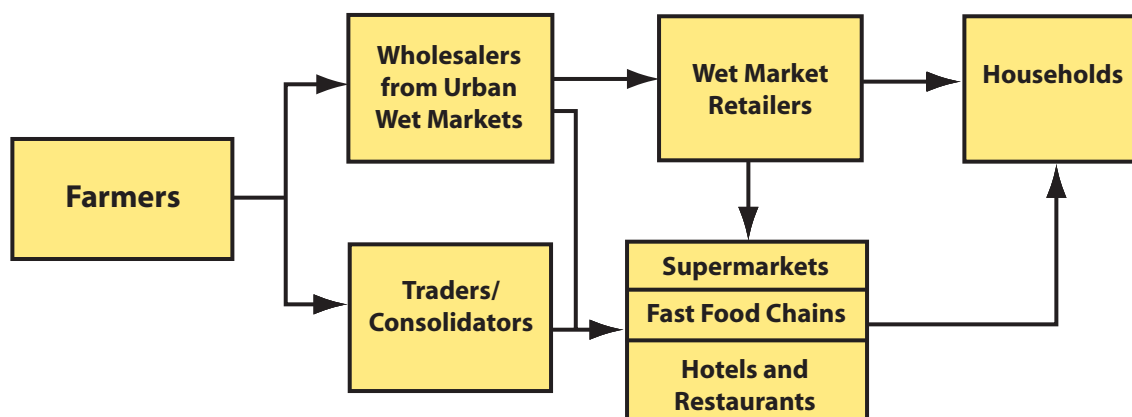 Farmers
Wholesalers
from Urban
Wet Markets
Traders/
Consolidators
Wet Market
Retailers
Supermarkets
Fast Food Chains
Hotels and
Restaurants
Households